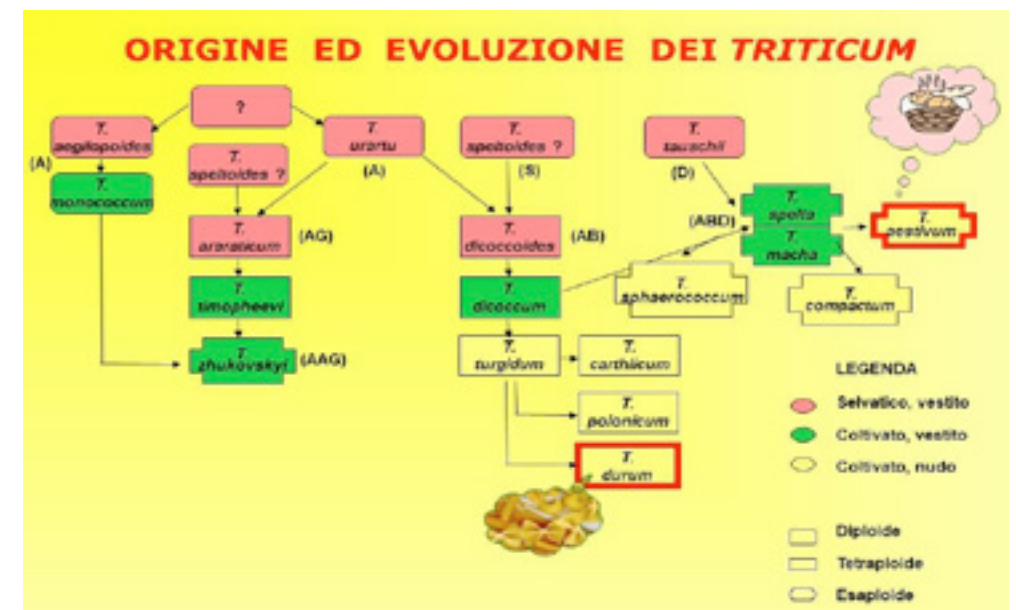 ORIGINE ED EVOLUZIONE DEI TRITICUM
?
T.
aegilopoides
T.
urartu
T.
speltoides ?
T.
tauschii
(A)
T.
speltoides ?
(A)
(S)
(D)
T.
monococcum
T.
spelta
(ABD)
T.
aestivum
T.
araraticum
(AG)
T.
dicoccoides
(AB)
T.
macha
T.
timopheevi
T.
dicoccum
T.
sphaerococcum
T.
compactum
T.
zhukovskyi
(AAG)
T.
turgidum
T.
carthlicum
LEGENDA
Selvatico, vestito
T.
polonicum
Coltivato, vestito
Coltivato, nudo
T.
durum
Diploide
Tetraploide
Esaploide